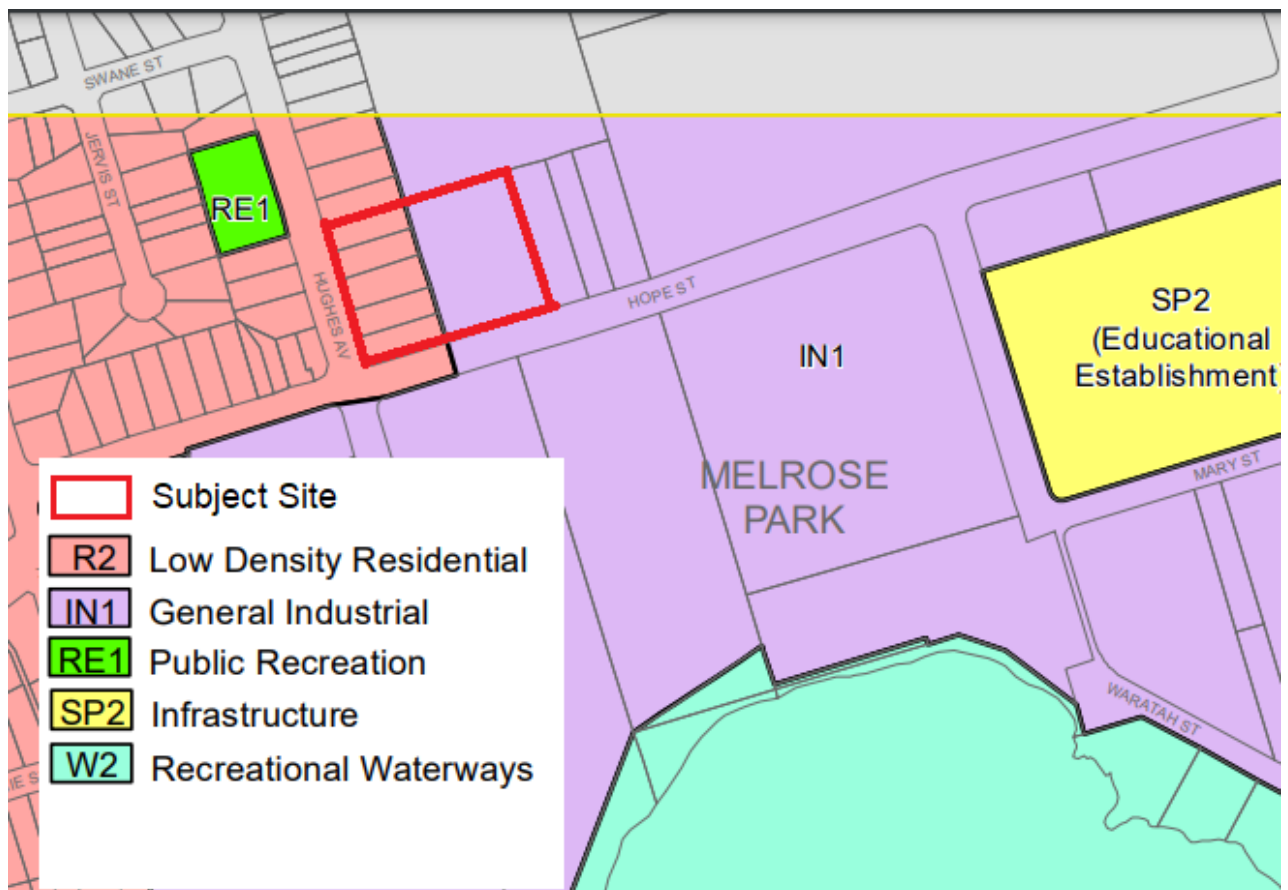 SWANE ST
JERVIS ST
RE1
HUGHES AV
HOPE ST
IN1
SP2
(Educational
Establishment)
MELROSE
PARK
MARY ST
WARATAH ST
Subject Site
R2 Low Density Residential
IN1 General Industrial
RE1 Public Recreation
SP2 Infrastructure
W2 Recreational Waterways